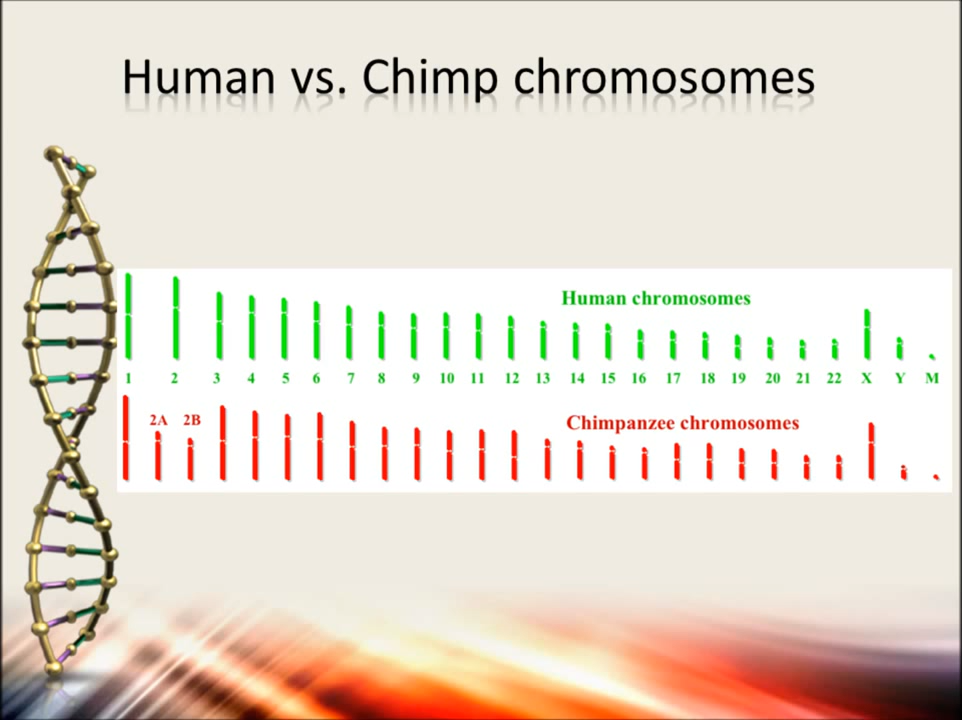 Human vs. Chimp chromosomes
Human chromosomes
1 2 3 4 5 6 7 8 9 10 11 12 13 14 15 16 17 18 19 20 21 22 X Y M
2A 2B
Chimpanzee chromosomes